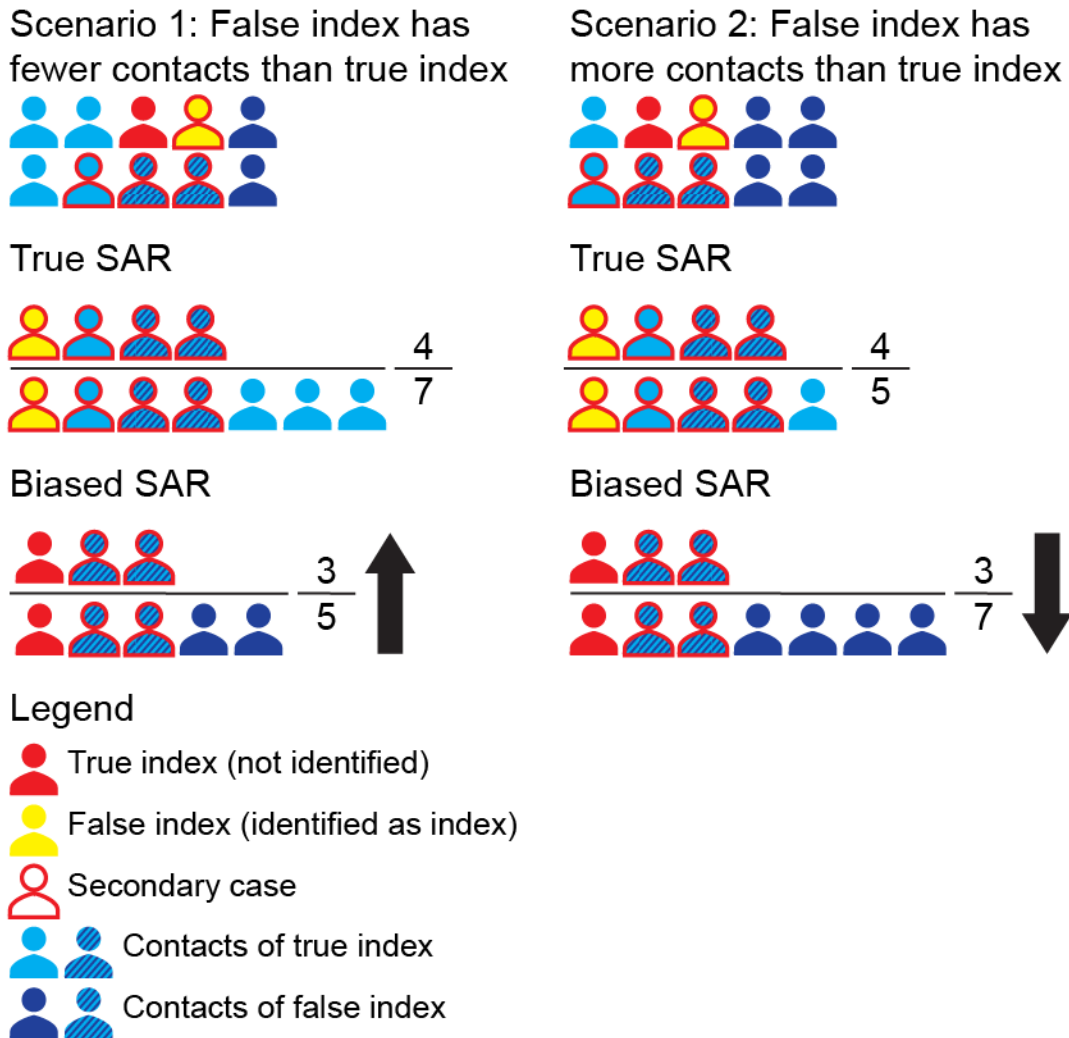 Scenario 1: False index has
fewer contacts than true index
True SAR
4
7
Biased SAR
3
5
Scenario 2: False index has
more contacts than true index
True SAR
4
5
Biased SAR
3
7
Legend
True index (not identified)
False index (identified as index)
Secondary case
Contacts of true index
Contacts of false index